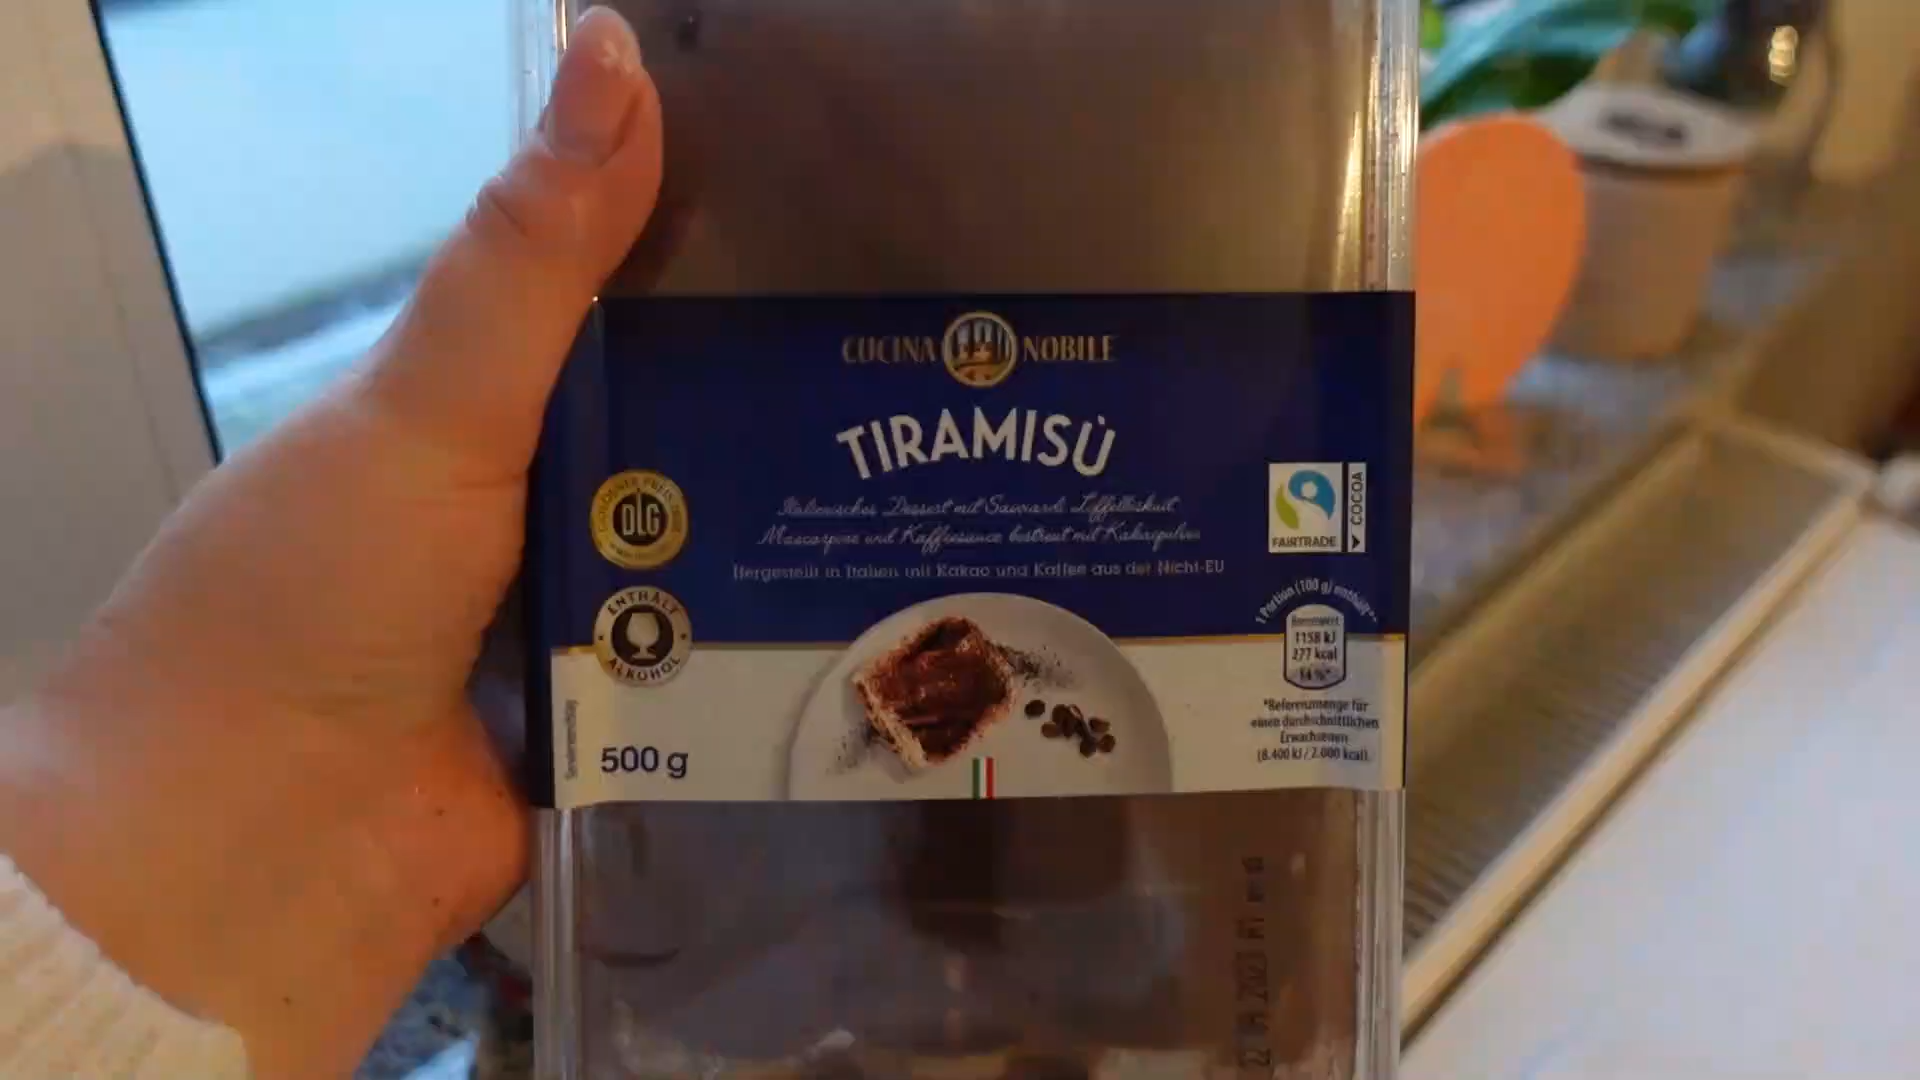 CUCINA NOBILE
TIRAMISÙ
Italienisches Dessert mit Savoiardi Löffelbiskuit
Mascarpone und Kaffeesauce bestreut mit Kakaopulver
Hergestellt in Italien mit Kakao und Kaffee aus der Nicht-EU
GOLDENER PREIS
DLG
ENTHÄLT
ALKOHOL
500 g
FAIRTRADE
COCOA
1 Portion (100 g) enthält**
Brennwert
1158 kJ
277 kcal
14 %*
*Referenzmenge für
einen durchschnittlichen
Erwachsenen
(8.400 kJ / 2.000 kcal).